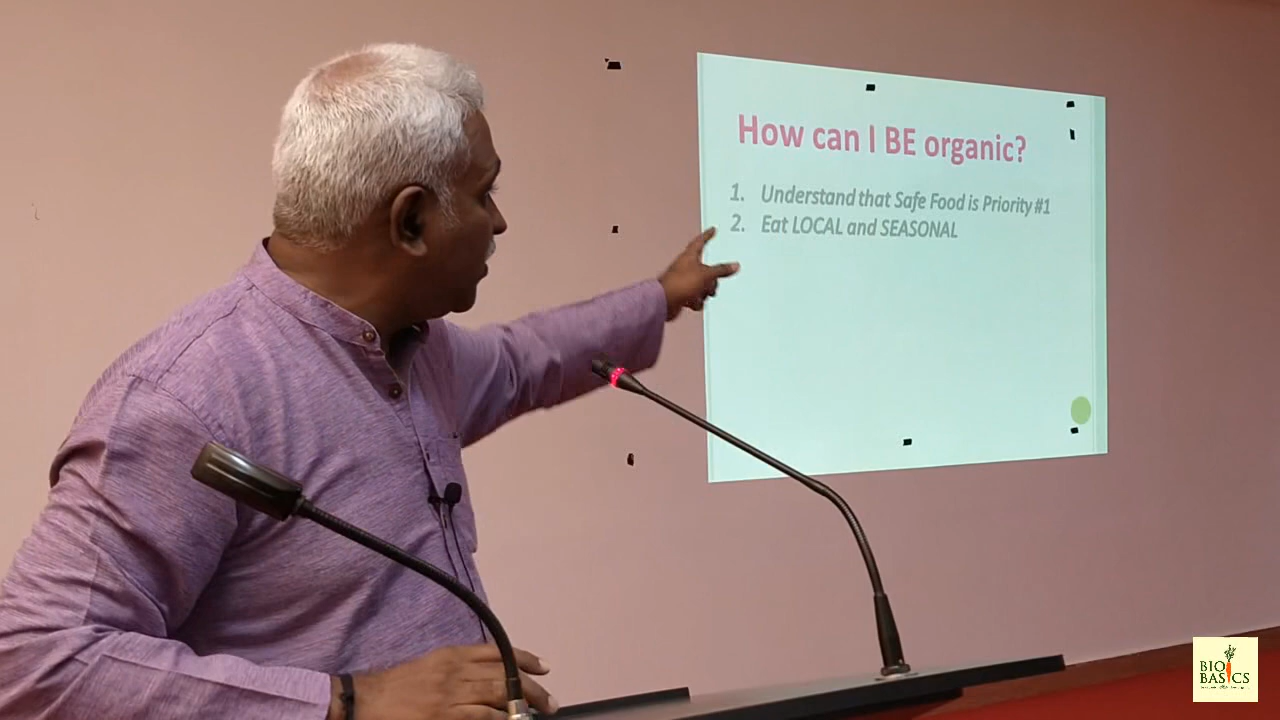 How can I BE organic?
1. Understand that Safe Food is Priority #1
2. Eat LOCAL and SEASONAL
BIO
BASICS